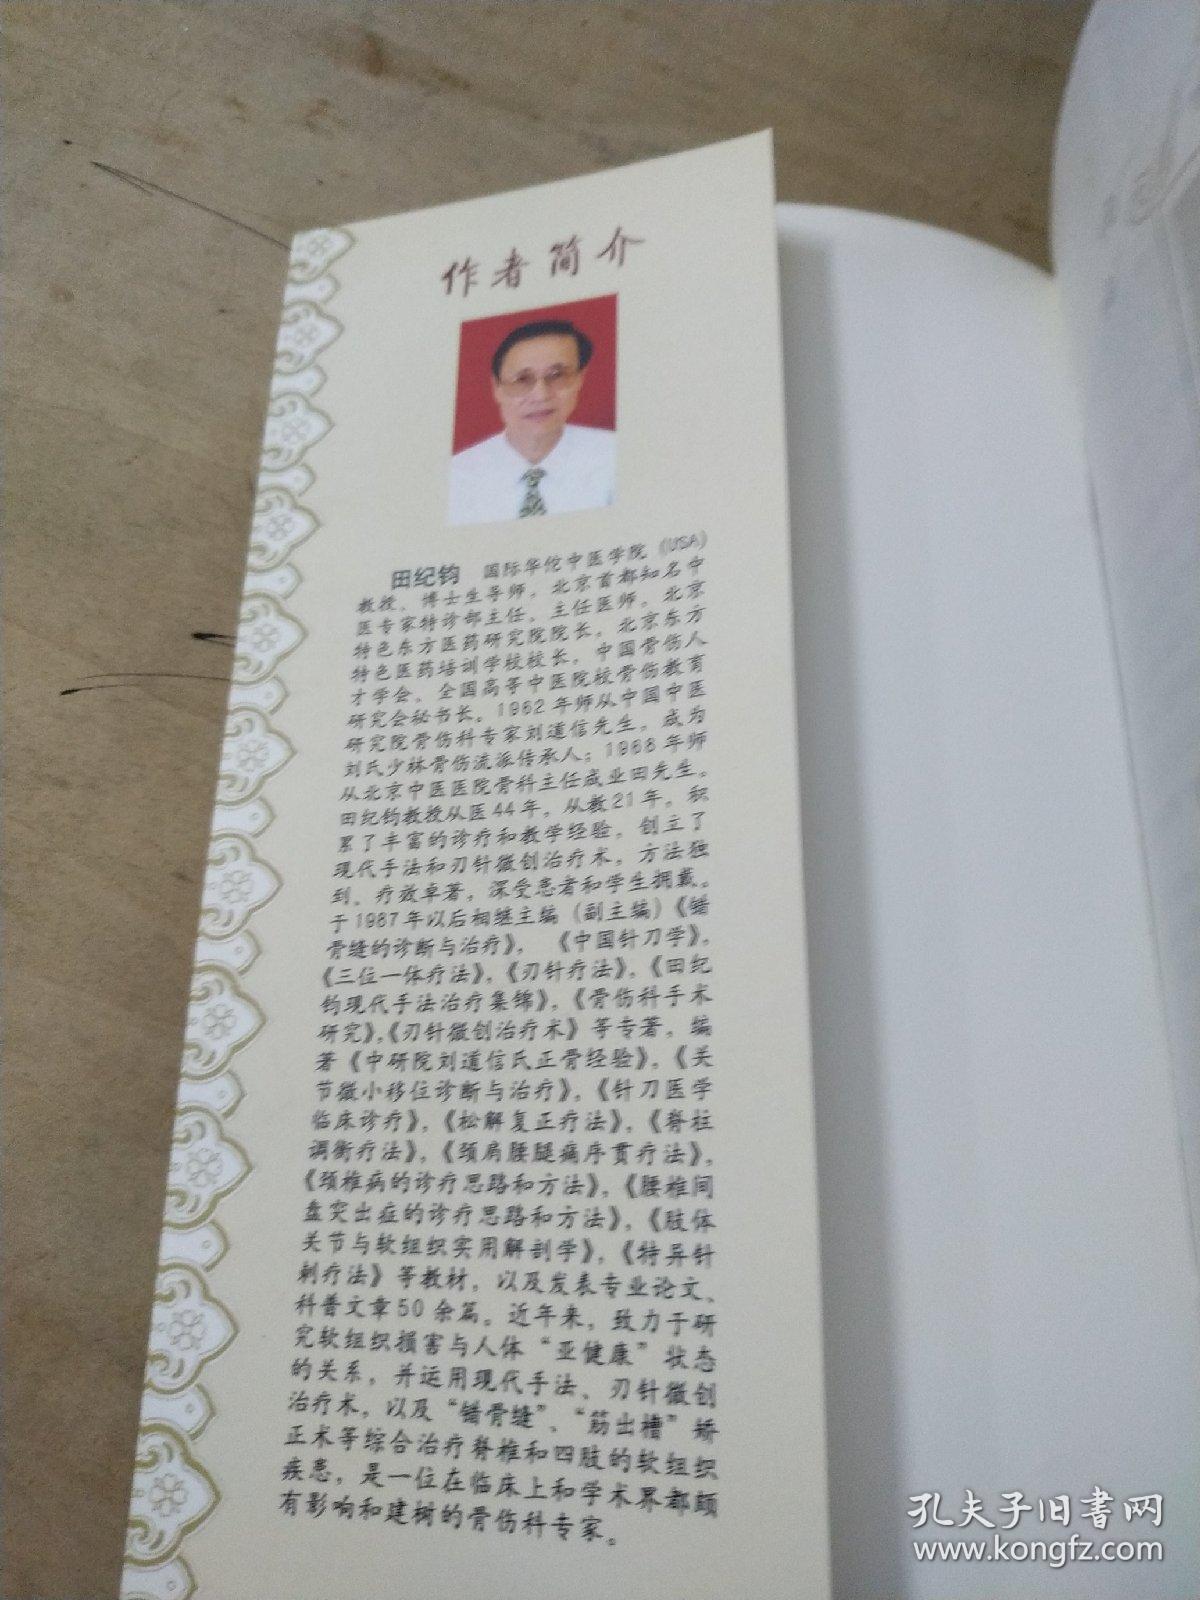 作者简介
田纪钧 国际华佗中医学院(USA)
教授、博士生导师，北京首都知名中
医专家特诊部主任、主任医师，北京
特色东方医药研究院院长，北京东方
特色医药培训学校校长，中国骨伤人
才学会、全国高等中医院校骨伤教育
研究会秘书长。1962年师从中国中医
研究院骨伤科专家刘道信先生，成为
刘氏少林骨伤流派传承人；1968年师
从北京中医医院骨科主任成业田先生。
田纪钧教授从医44年，从教21年，积
累了丰富的诊疗和教学经验，创立了
现代手法和刃针微创治疗术，方法独
到、疗效卓著，深受患者和学生拥戴。
于1987年以后相继主编（副主编）《错
骨缝的诊断与治疗》、《中国针刀学》、
《三位一体疗法》、《刃针疗法》、《田纪
钧现代手法治疗集锦》、《骨伤科手术
研究》、《刃针微创治疗术》等专著，编
著《中研院刘道信氏正骨经验》、《关
节微小移位诊断与治疗》、《针刀医学
临床诊疗》、《松解复正疗法》、《脊柱
调衡疗法》、《颈肩腰腿痛序贯疗法》、
《颈椎病的诊疗思路和方法》、《腰椎间
盘突出症的诊疗思路和方法》、《肢体
关节与软组织实用解剖学》、《特异针
刺疗法》等教材，以及发表专业论文、
科普文章50余篇。近年来，致力于研
究软组织损害与人体“亚健康”状态
的关系，并运用现代手法、刃针微创
治疗术，以及“错骨缝”、“筋出槽”矫
正术等综合治疗脊椎和四肢的软组织
疾患，是一位在临床上和学术界都颇
有影响和建树的骨伤科专家。
孔夫子旧书网
www.kongfz.com